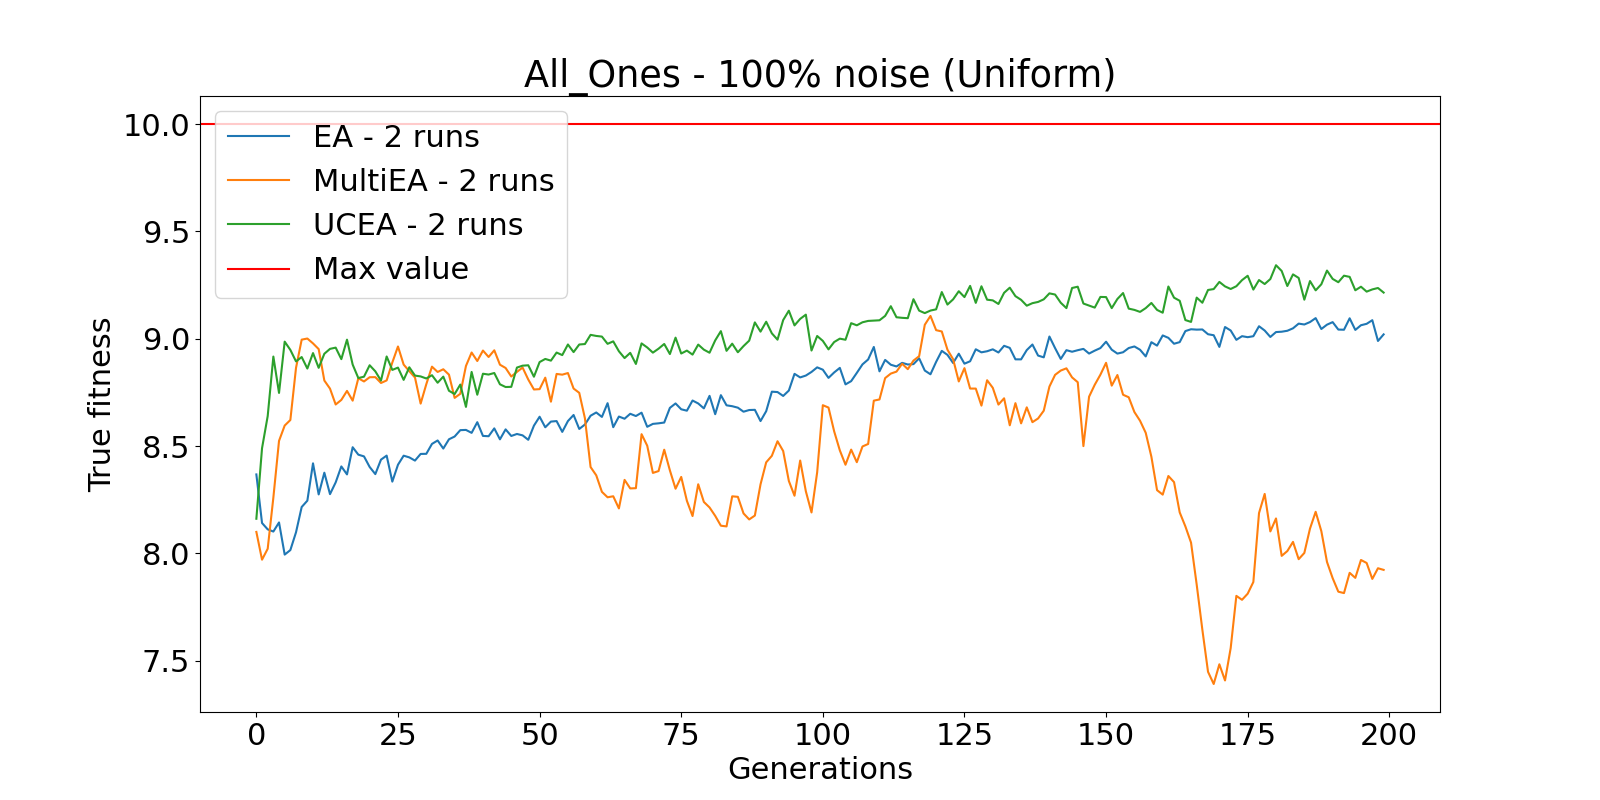 All_Ones - 100% noise (Uniform)
EA - 2 runs
MultiEA - 2 runs
UCEA - 2 runs
Max value
True fitness
10.0
9.5
9.0
8.5
8.0
7.5
0 25 50 75 100 125 150 175 200
Generations